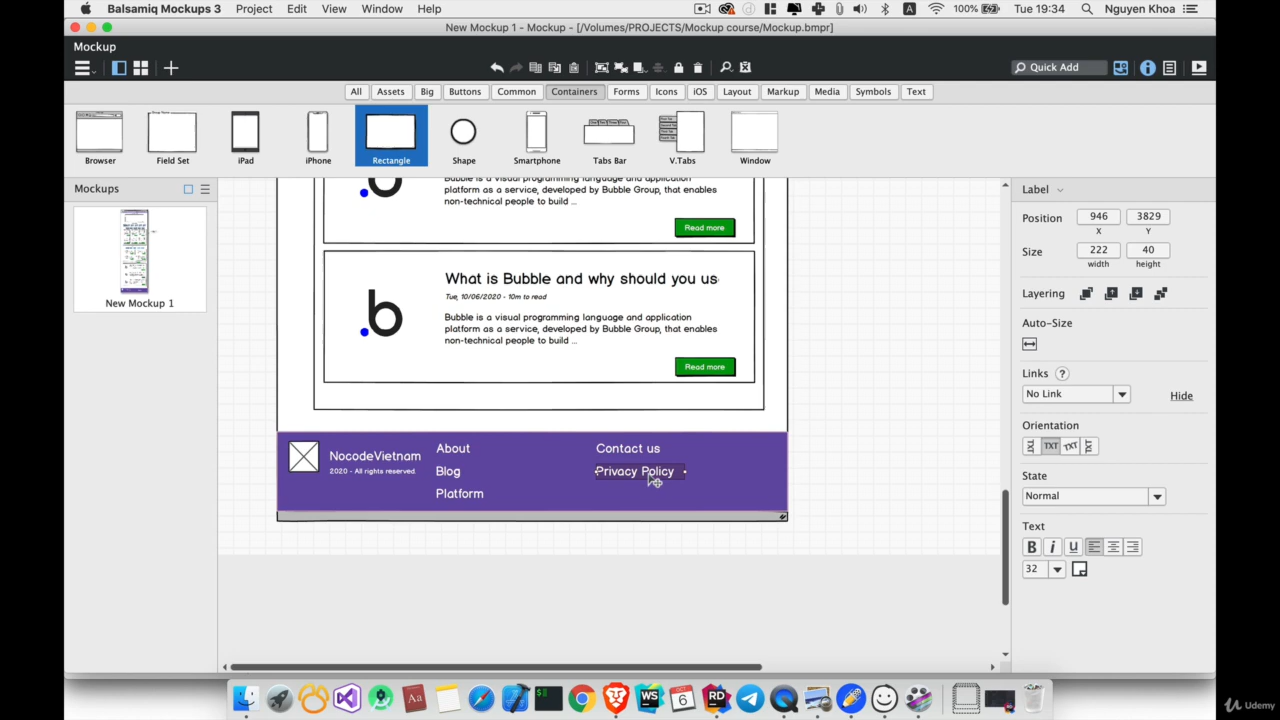 Balsamiq Mockups 3 Project Edit View Window Help 100% Tue 19:34 Nguyen Khoa
New Mockup 1 - Mockup - [/Volumes/PROJECTS/Mockup course/Mockup.bmpr]
Mockup
Quick Add
All Assets Big Buttons Common Containers Forms Icons iOS Layout Markup Media Symbols Text
Browser Field Set iPad iPhone Rectangle Shape Smartphone Tabs Bar V.Tabs Window
Mockups
New Mockup 1
Bubble is a visual programming language and application
platform as a service, developed by Bubble Group, that enables
non-technical people to build ...
Read more
What is Bubble and why should you us
Tue, 10/06/2020 - 10m to read
.b
Bubble is a visual programming language and application
platform as a service, developed by Bubble Group, that enables
non-technical people to build ...
Read more
NocodeVietnam
2020 - All rights reserved.
About
Blog
Platform
Contact us
Privacy Policy
Label
Position 946 3829
X Y
Size 222 40
width height
Layering
Auto-Size
Links ?
No Link Hide
Orientation
TXT TXT TXT TXT
State
Normal
Text
B i U
32
Udemy